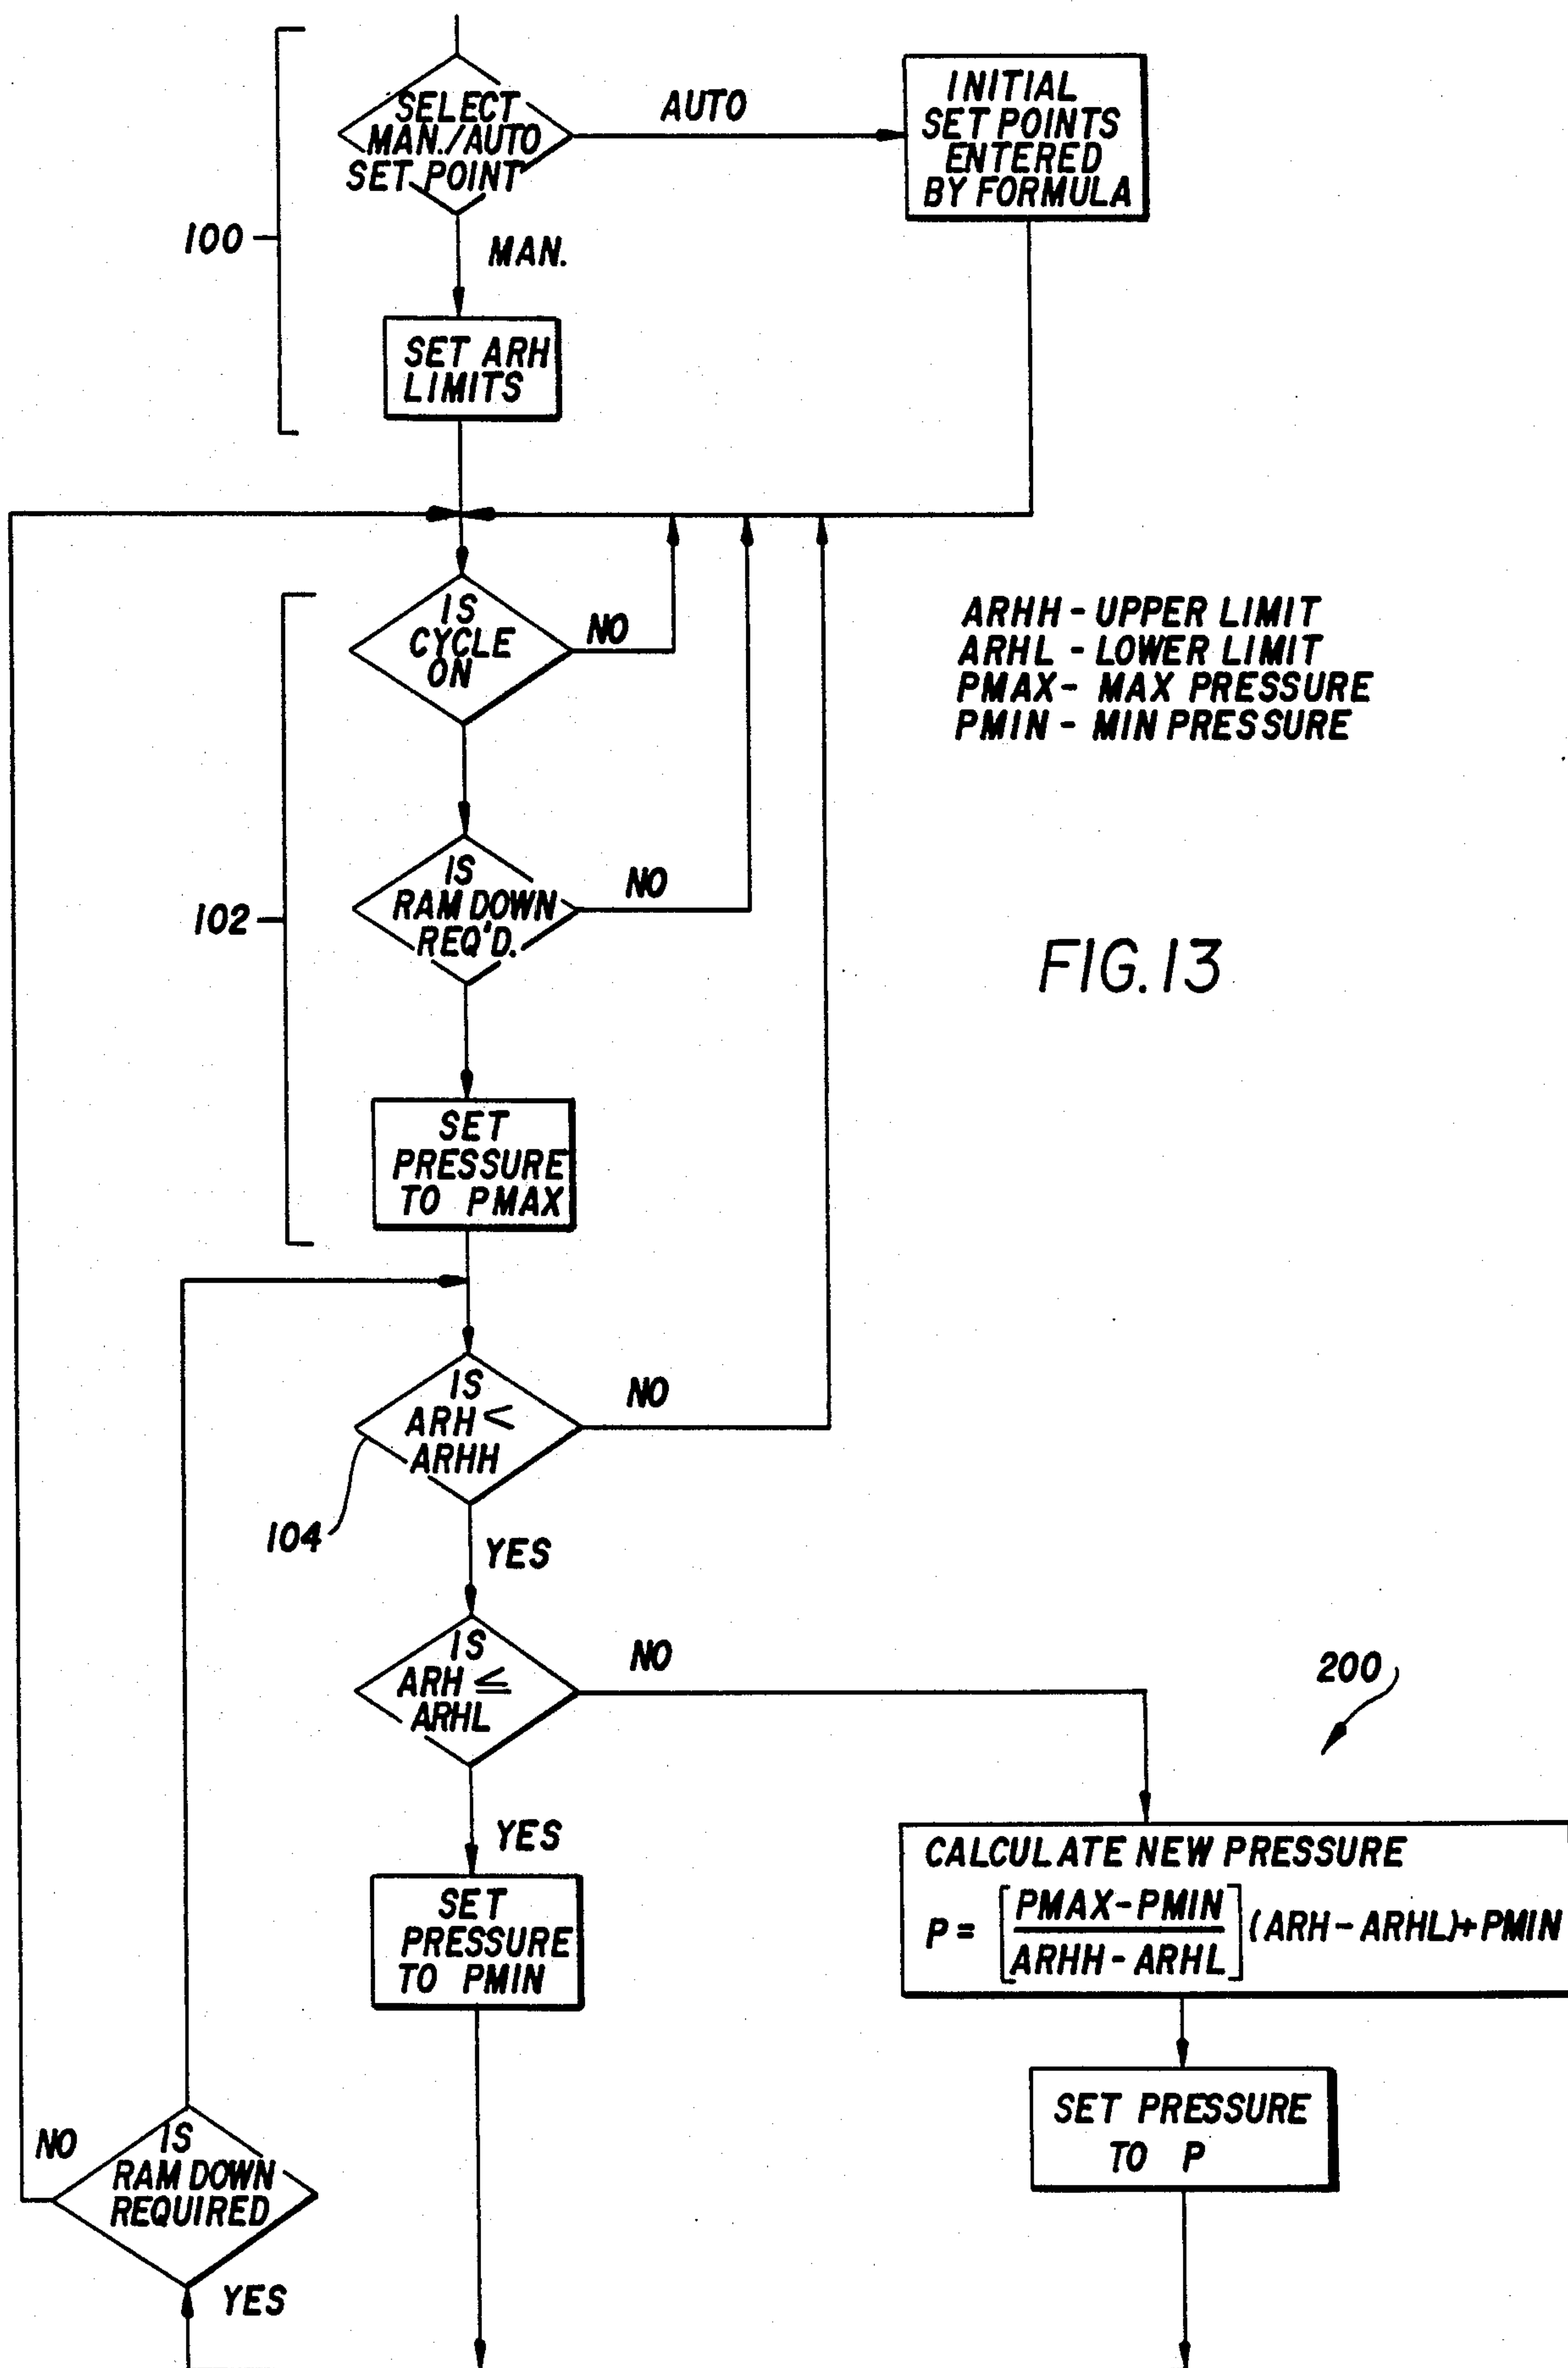 SELECT
MAN./AUTO
SET POINT
AUTO
INITIAL
SET POINTS
ENTERED
BY FORMULA
100
MAN.
SET ARH
LIMITS
IS
CYCLE
ON
NO
ARHH - UPPER LIMIT
ARHL - LOWER LIMIT
PMAX - MAX PRESSURE
PMIN - MIN PRESSURE
102
IS
RAM DOWN
REQ'D.
NO
FIG. 13
SET
PRESSURE
TO PMAX
IS
ARH <
ARHH
NO
104
YES
IS
ARH ≤
ARHL
NO
200
YES
SET
PRESSURE
TO PMIN
CALCULATE NEW PRESSURE
P = [PMAX-PMIN / ARHH-ARHL] (ARH-ARHL)+PMIN
SET PRESSURE
TO P
NO
IS
RAM DOWN
REQUIRED
YES